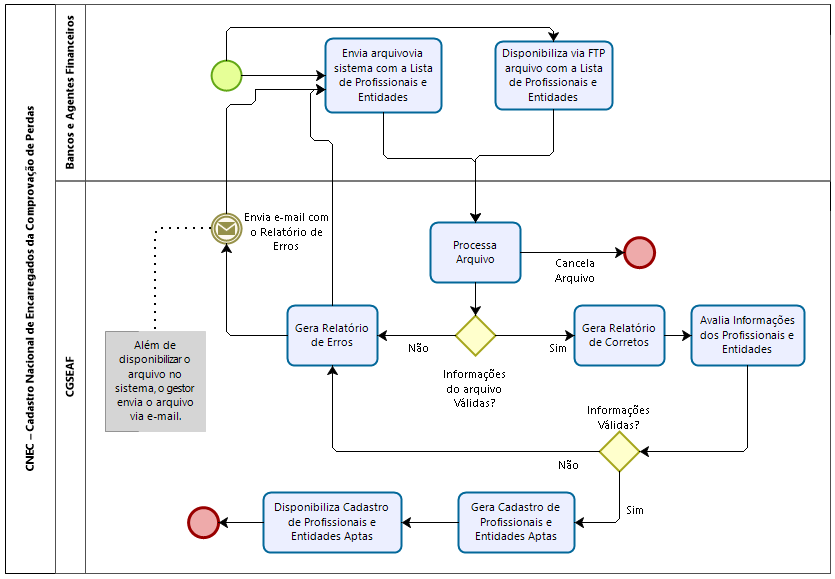 CNEC – Cadastro Nacional de Encarregados da Comprovação de Perdas
Bancos e Agentes Financeiros
Envia arquivovia
sistema com a Lista
de Profissionais e
Entidades
Disponibiliza via FTP
arquivo com a Lista
de Profissionais e
Entidades
CGSEAF
Envia e-mail com
o Relatório de
Erros
Processa
Arquivo
Cancela
Arquivo
Além de
disponibilizar o
arquivo no
sistema, o gestor
envia o arquivo
via e-mail.
Gera Relatório
de Erros
Não
Informações
do arquivo
Válidas?
Sim
Gera Relatório
de Corretos
Avalia Informações
dos Profissionais e
Entidades
Informações
Válidas?
Não
Sim
Disponibiliza Cadastro
de Profissionais e
Entidades Aptas
Gera Cadastro de
Profissionais e
Entidades Aptas